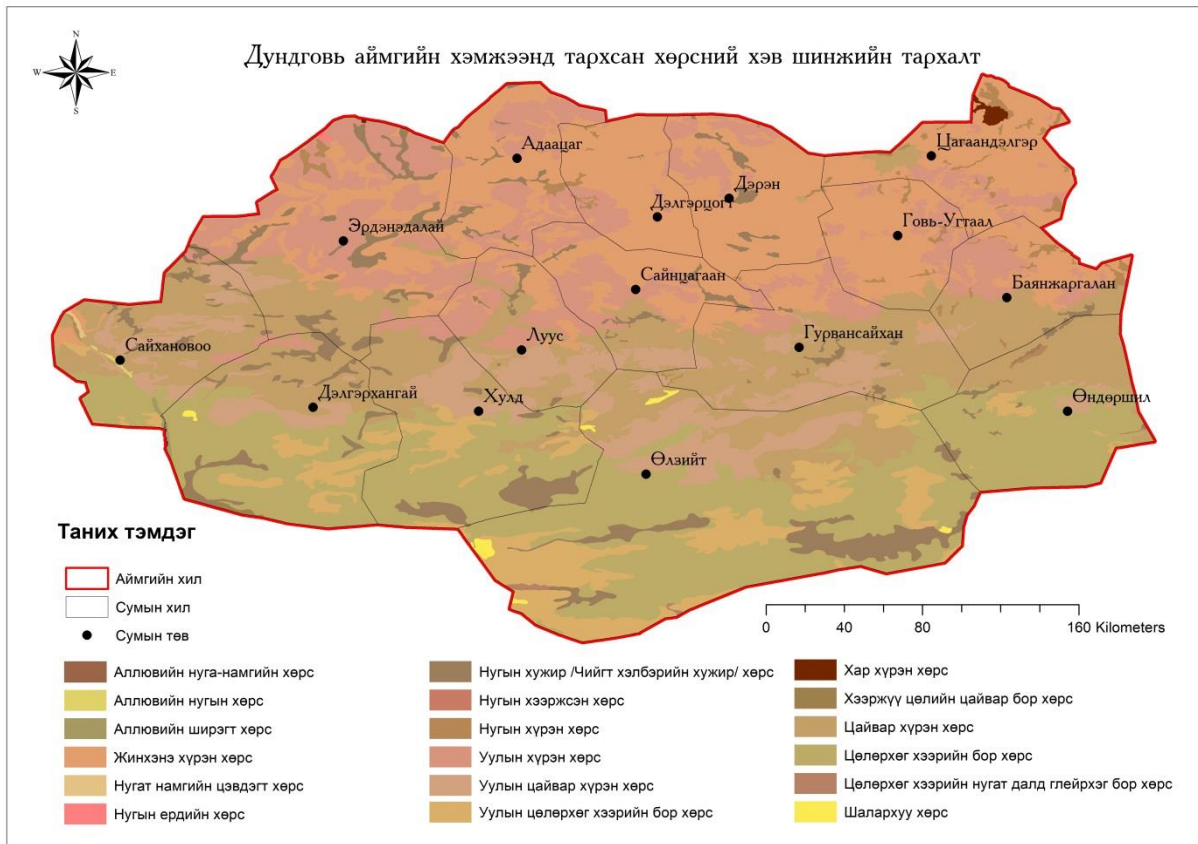 Дундговь аймгийн хэмжээнд тархсан хөрсний хэв шинжийн тархалт
N
W E
S
Адаацаг
Цагаандэлгэр
Дэрэн
Дэлгэрцогт
Говь-Угтаал
Эрдэнэдалай
Сайнцагаан
Баянжаргалан
Гурвансайхан
Луус
Сайхановоо
Дэлгэрхангай
Хулд
Өндөршил
Өлзийт
Таних тэмдэг
Аймгийн хил
Сумын хил
Сумын төв
0 40 80 160 Kilometers
Аллювийн нуга-намгийн хөрс
Аллювийн нугын хөрс
Аллювийн ширэгт хөрс
Жинхэнэ хүрэн хөрс
Нугат намгийн цэвдэгт хөрс
Нугын ердийн хөрс
Нугын хужир /Чийгт хэлбэрийн хужир/ хөрс
Нугын хээржсэн хөрс
Нугын хүрэн хөрс
Уулын хүрэн хөрс
Уулын цайвар хүрэн хөрс
Уулын цөлөрхөг хээрийн бор хөрс
Хар хүрэн хөрс
Хээржүү цөлийн цайвар бор хөрс
Цайвар хүрэн хөрс
Цөлөрхөг хээрийн бор хөрс
Цөлөрхөг хээрийн нугат далд глейрхэг бор хөрс
Шалархуу хөрс